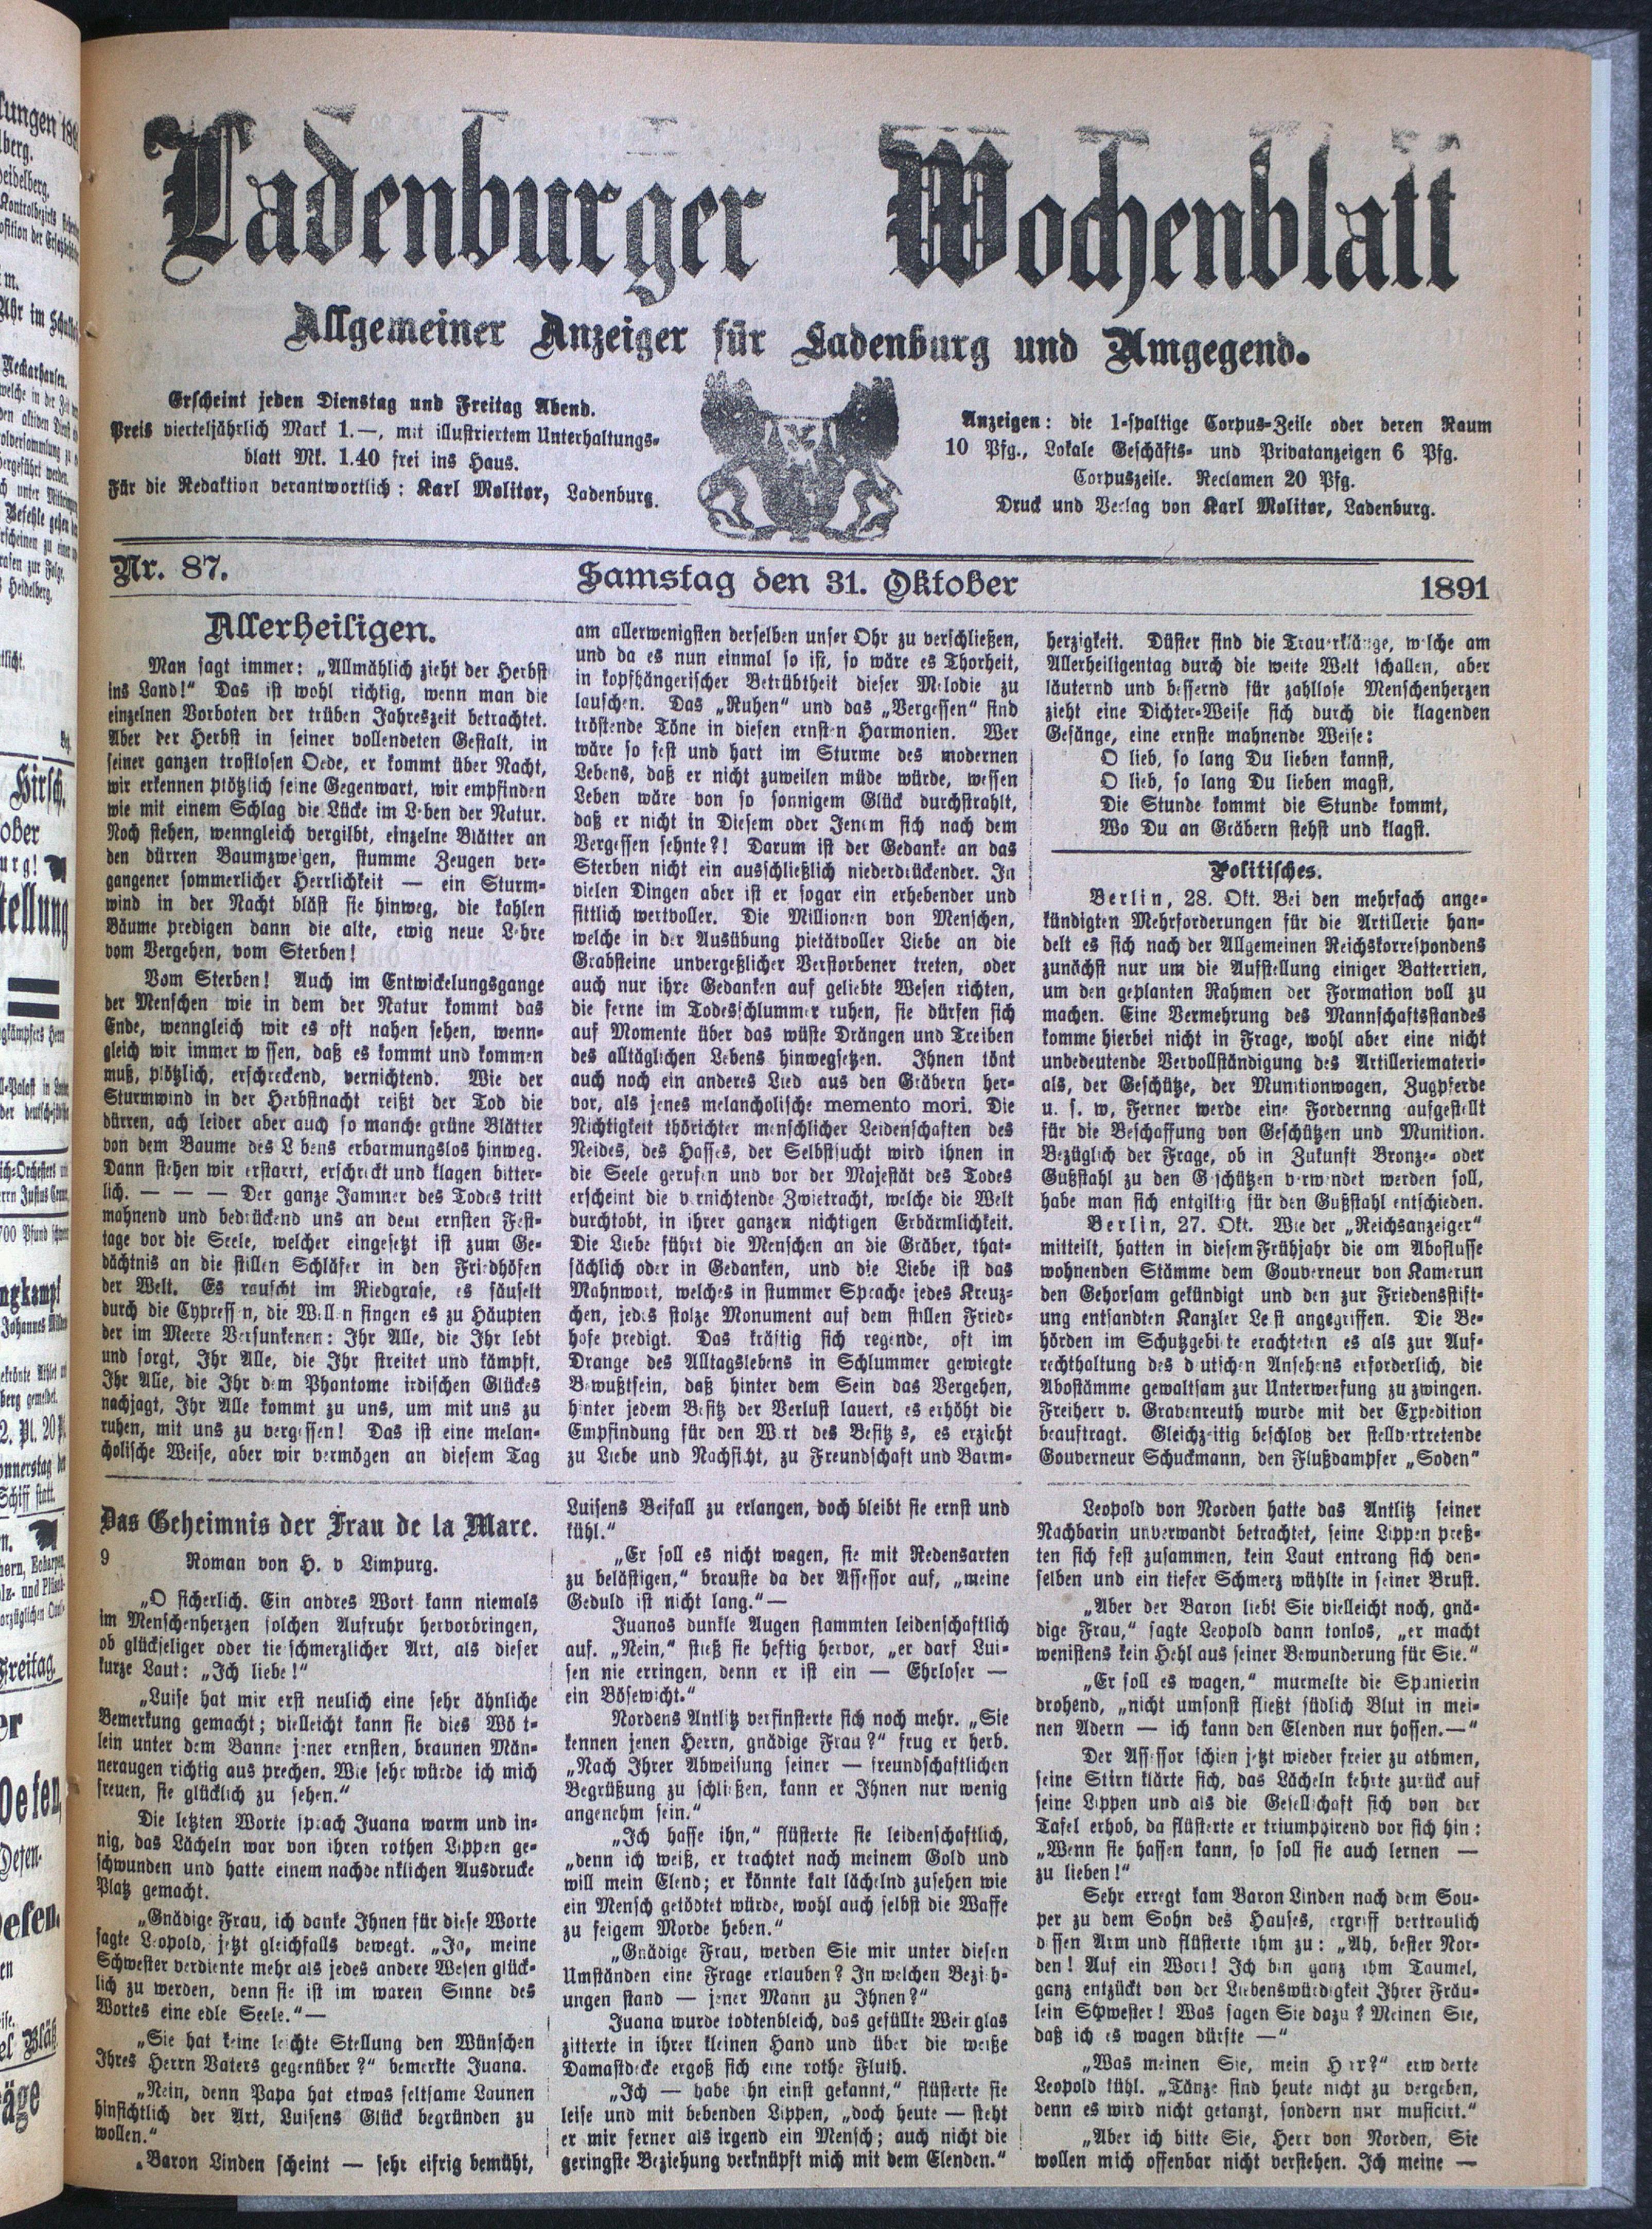 Ladenburger Wochenblatt
Allgemeiner Anzeiger für Ladenburg und Umgegend.
Erscheint jeden Dienstag und Freitag Abend.
Preis vierteljährlich Mark 1.—, mit illustriertem Unterhaltungs-
blatt Mk. 1.40 frei ins Haus.
Für die Redaktion verantwortlich: Karl Molitor, Ladenburg.
Anzeigen: die 1-spaltige Corpus-Zeile oder deren Raum
10 Pfg., Lokale Geschäfts- und Privatanzeigen 6 Pfg.
Corpuszeile. Reclamen 20 Pfg.
Druck und Verlag von Karl Molitor, Ladenburg.
Nr. 87. Samstag den 31. Oktober 1891
Allerheiligen.
Man sagt immer: „Allmählich zieht der Herbst
ins Land!“ Das ist wohl richtig, wenn man die
einzelnen Vorboten der trüben Jahreszeit betrachtet.
Aber der Herbst in seiner vollendeten Gestalt, in
seiner ganzen trostlosen Oede, er kommt über Nacht,
wir erkennen plötzlich seine Gegenwart, wir empfinden
wie mit einem Schlag die Lücke im Leben der Natur.
Noch stehen, wenngleich vergilbt, einzelne Blätter an
den dürren Baumzweigen, stumme Zeugen ver-
gangener sommerlicher Herrlichkeit — ein Sturm-
wind in der Nacht bläst sie hinweg, die kahlen
Bäume predigen dann die alte, ewig neue Lehre
vom Vergehen, vom Sterben!
Vom Sterben! Auch im Entwickelungsgange
der Menschen wie in dem der Natur kommt das
Ende, wenngleich wir es oft nahen sehen, wenn-
gleich wir immer wissen, daß es kommt und kommen
muß, plötzlich, erschreckend, vernichtend. Wie der
Sturmwind in der Herbstnacht reißt der Tod die
dürren, ach leider aber auch so manche grüne Blätter
von dem Baume des Lebens erbarmungslos hinweg.
Dann stehen wir erstarrt, erschreckt und klagen bitter-
lich. — — — Der ganze Jammer des Todes tritt
mahnend und bedrückend uns an dem ernsten Fest-
tage vor die Seele, welcher eingesetzt ist zum Ge-
dächtnis an die stillen Schläfer in den Friedhöfen
der Welt. Es rauscht im Riedgrase, es säuselt
durch die Cypressen, die Wellen singen es zu Häupten
der im Meere Versunkenen: Ihr Alle, die Ihr lebt
und sorgt, Ihr Alle, die Ihr streitet und kämpft,
Ihr Alle, die Ihr dem Phantome irdischen Glückes
nachjagt, Ihr Alle kommt zu uns, um mit uns zu
ruhen, mit uns zu vergessen! Das ist eine melan-
cholische Weise, aber wir vermögen an diesem Tag
am allerwenigsten derselben unser Ohr zu verschließen,
und da es nun einmal so ist, so wäre es Thorheit,
in kopfhängerischer Betrübtheit dieser Melodie zu
lauschen. Das „Ruhen“ und das „Vergessen“ sind
tröstende Töne in diesen ernsten Harmonien. Wer
wäre so fest und hart im Sturme des modernen
Lebens, daß er nicht zuweilen müde würde, wessen
Leben wäre von so sonnigem Glück durchstrahlt,
daß er nicht in Diesem oder Jenem sich nach dem
Vergessen sehnte?! Darum ist der Gedanke an das
Sterben nicht ein ausschließlich niederdrückender. In
vielen Dingen aber ist er sogar ein erhebender und
sittlich wertvoller. Die Millionen von Menschen,
welche in der Ausübung pietätvoller Liebe an die
Grabsteine unvergeßlicher Verstorbener treten, oder
auch nur ihre Gedanken auf geliebte Wesen richten,
die ferne im Todesschlummer ruhen, sie dürfen sich
auf Momente über das wüste Drängen und Treiben
des alltäglichen Lebens hinwegsetzen. Ihnen tönt
auch noch ein anderes Lied aus den Gräbern her-
vor, als jenes melancholische memento mori. Die
Nichtigkeit thörichter menschlicher Leidenschaften des
Neides, des Hasses, der Selbstsucht wird ihnen in
die Seele gerufen und vor der Majestät des Todes
erscheint die vernichtende Zwietracht, welche die Welt
durchtobt, in ihrer ganzen nichtigen Erbärmlichkeit.
Die Liebe führt die Menschen an die Gräber, that-
sächlich oder in Gedanken, und die Liebe ist das
Mahnwort, welches in stummer Sprache jedes Kreuz-
chen, jedes stolze Monument auf dem stillen Fried-
hofe predigt. Das kräftig sich regende, oft im
Drange des Alltagslebens in Schlummer gewiegte
Bewußtsein, daß hinter dem Sein das Vergehen,
hinter jedem Besitz der Verlust lauert, es erhöht die
Empfindung für den Wert des Besitzes, es erzieht
zu Liebe und Nachsicht, zu Freundschaft und Barm-
herzigkeit. Düster sind die Trauerklänge, welche am
Allerheiligentag durch die weite Welt schallen, aber
läuternd und bessernd für zahllose Menschenherzen
zieht eine Dichter-Weise sich durch die klagenden
Gesänge, eine ernste mahnende Weise:
O lieb, so lang Du lieben kannst,
O lieb, so lang Du lieben magst,
Die Stunde kommt die Stunde kommt,
Wo Du an Gräbern stehst und klagst.
Politisches.
Berlin, 28. Okt. Bei den mehrfach ange-
kündigten Mehrforderungen für die Artillerie han-
delt es sich nach der Allgemeinen Reichskorrespondens
zunächst nur um die Aufstellung einiger Batterrien,
um den geplanten Rahmen der Formation voll zu
machen. Eine Vermehrung des Mannschaftsstandes
komme hierbei nicht in Frage, wohl aber eine nicht
unbedeutende Vervollständigung des Artilleriemateri-
als, der Geschütze, der Munitionwagen, Zugpferde
u. s. w, Ferner werde eine Fordernng aufgestellt
für die Beschaffung von Geschützen und Munition.
Bezüglich der Frage, ob in Zukunft Bronze- oder
Gußstahl zu den Geschützen verwendet werden soll,
habe man sich entgiltig für den Gußstahl entschieden.
Berlin, 27. Okt. Wie der „Reichsanzeiger“
mitteilt, hatten in diesem Frühjahr die am Aboflusse
wohnenden Stämme dem Gouverneur von Kamerun
den Gehorsam gekündigt und den zur Friedensstift-
ung entsandten Kanzler Leist angegriffen. Die Be-
hörden im Schutzgebiete erachteten es als zur Auf-
rechthaltung des deutschen Ansehens erforderlich, die
Abostämme gewaltsam zur Unterwerfung zu zwingen.
Freiherr v. Gravenreuth wurde mit der Expedition
beauftragt. Gleichzeitig beschloß der stellvertretende
Gouverneur Schuckmann, den Flußdampfer „Soden“
Das Geheimnis der Frau de la Mare.
9 Roman von H. v Limpurg.
„O sicherlich. Ein andres Wort kann niemals
im Menschenherzen solchen Aufruhr hervorbringen,
ob glückseliger oder tiefschmerzlicher Art, als dieser
kurze Laut: „Ich liebe!“
„Luise hat mir erst neulich eine sehr ähnliche
Bemerkung gemacht; vielleicht kann sie dies Wört-
lein unter dem Banne jener ernsten, braunen Män-
neraugen richtig aussprechen. Wie sehr würde ich mich
freuen, sie glücklich zu sehen.“
Die letzten Worte sprach Juana warm und in-
nig, das Lächeln war von ihren rothen Lippen ge-
schwunden und hatte einem nachdenklichen Ausdrucke
Platz gemacht.
„Gnädige Frau, ich danke Ihnen für diese Worte
sagte Leopold, jetzt gleichfalls bewegt. „Ja, meine
Schwester verdiente mehr als jedes andere Wesen glück-
lich zu werden, denn sie ist im waren Sinne des
Wortes eine edle Seele.“ —
„Sie hat keine leichte Stellung den Wünschen
Ihres Herrn Vaters gegenüber?“ bemerkte Juana.
„Nein, denn Papa hat etwas seltsame Launen
hinsichtlich der Art, Luisens Glück begründen zu
wollen.“
„Baron Linden scheint — sehr eifrig bemüht,
Luisens Beifall zu erlangen, doch bleibt sie ernst und
kühl.“
„Er soll es nicht wagen, sie mit Redensarten
zu belästigen,“ brauste da der Assessor auf, „meine
Geduld ist nicht lang.“ —
Juanas dunkle Augen flammten leidenschaftlich
auf. „Nein,“ stieß sie heftig hervor, „er darf Lui-
sen nie erringen, denn er ist ein — Ehrloser —
ein Bösewicht.“
Nordens Antlitz verfinsterte sich noch mehr. „Sie
kennen jenen Herrn, gnädige Frau?“ frug er herb.
„Nach Ihrer Abweisung seiner — freundschaftlichen
Begrüßung zu schließen, kann er Ihnen nur wenig
angenehm sein.“
„Ich hasse ihn,“ flüsterte sie leidenschaftlich,
„denn ich weiß, er trachtet nach meinem Gold und
will mein Elend; er könnte kalt lächelnd zusehen wie
ein Mensch getödtet würde, wohl auch selbst die Waffe
zu feigem Morde heben.“
„Gnädige Frau, werden Sie mir unter diesen
Umständen eine Frage erlauben? In welchen Bezieh-
ungen stand — jener Mann zu Ihnen?“
Juana wurde todtenbleich, das gefüllte Weinglas
zitterte in ihrer kleinen Hand und über die weiße
Damastdecke ergoß sich eine rothe Fluth.
„Ich — habe ihn einst gekannt,“ flüsterte sie
leise und mit bebenden Lippen, „doch heute — steht
er mir ferner als irgend ein Mensch; auch nicht die
geringste Beziehung verknüpft mich mit dem Elenden.“
Leopold von Norden hatte das Antlitz seiner
Nachbarin unverwandt betrachtet, seine Lippen preß-
ten sich fest zusammen, kein Laut entrang sich den-
selben und ein tiefer Schmerz wühlte in seiner Brust.
„Aber der Baron liebt Sie vielleicht noch, gnä-
dige Frau,“ sagte Leopold dann tonlos, „er macht
wenistens kein Hehl aus seiner Bewunderung für Sie.“
„Er soll es wagen,“ murmelte die Spanierin
drohend, „nicht umsonst fließt südlich Blut in mei-
nen Adern — ich kann den Elenden nur hassen.—“
Der Assessor schien jetzt wieder freier zu athmen,
seine Stirn klärte sich, das Lächeln kehrte zurück auf
seine Lippen und als die Gesellschaft sich von der
Tafel erhob, da flüsterte er triumphirend vor sich hin:
„Wenn sie hassen kann, so soll sie auch lernen —
zu lieben!“
Sehr erregt kam Baron Linden nach dem Sou-
per zu dem Sohn des Hauses, ergriff vertraulich
dessen Arm und flüsterte ihm zu: „Ah, bester Nor-
den! Auf ein Wort! Ich bin ganz ihm Taumel,
ganz entzückt von der Liebenswürdigkeit Ihrer Fräu-
lein Schwester! Was sagen Sie dazu? Meinen Sie,
daß ich es wagen dürfte —“
„Was meinen Sie, mein Herr?“ erwiderte
Leopold kühl. „Tänze sind heute nicht zu vergeben,
denn es wird nicht getanzt, sondern nur musicirt.“
„Aber ich bitte Sie, Herr von Norden, Sie
wollen mich offenbar nicht verstehen. Ich meine —